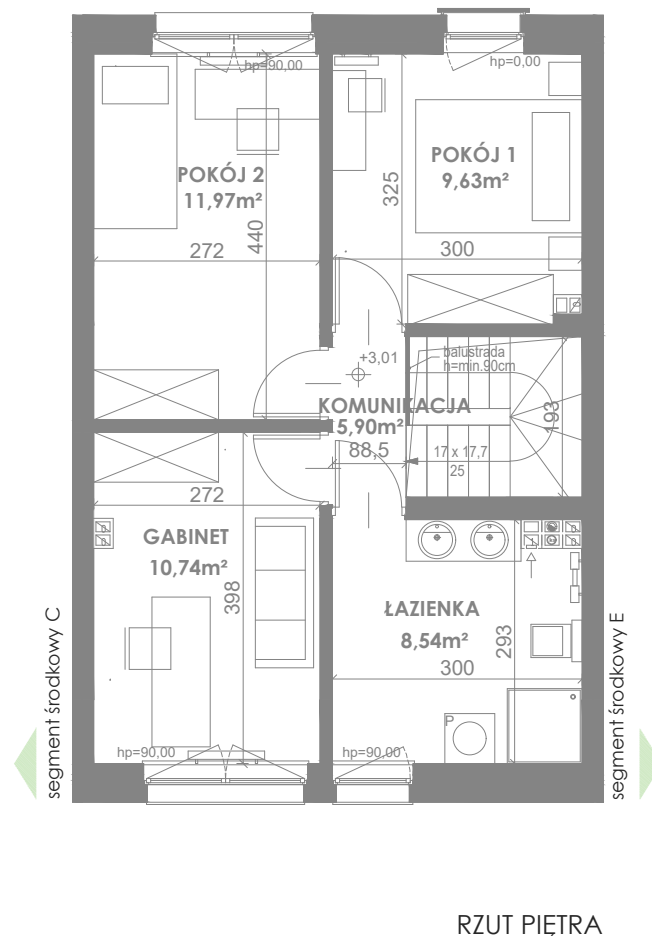 hp=90,00
hp=0,00
POKÓJ 2
11,97m²
POKÓJ 1
9,63m²
325
440
272
300
+3,01
balustrada
h=min.90cm
KOMUNIKACJA
5,90m²
193
88,5
17 x 17,7
25
272
GABINET
10,74m²
398
ŁAZIENKA
8,54m²
293
300
P
hp=90,00
hp=90,00
segment środkowy C
segment środkowy E
RZUT PIĘTRA